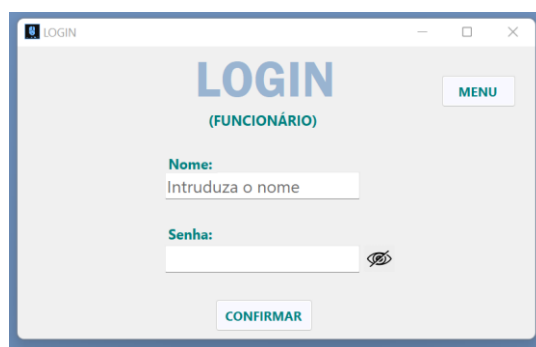 LOGIN
LOGIN
MENU
(FUNCIONÁRIO)
Nome:
Intruduza o nome
Senha:
CONFIRMAR